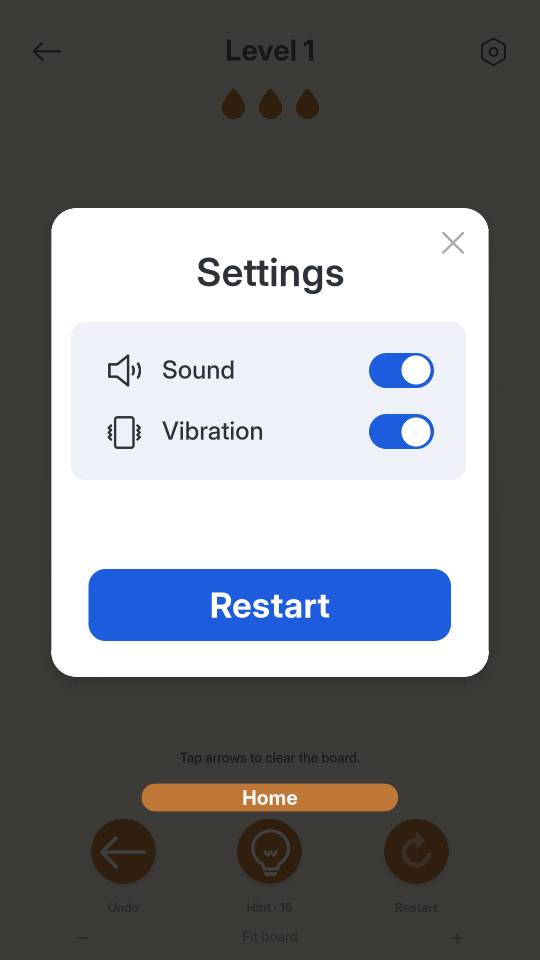 Level 1
Settings
Sound
Vibration
Restart
Tap arrows to clear the board.
Home
Undo
Hint · 15
Restart
− Fit board +